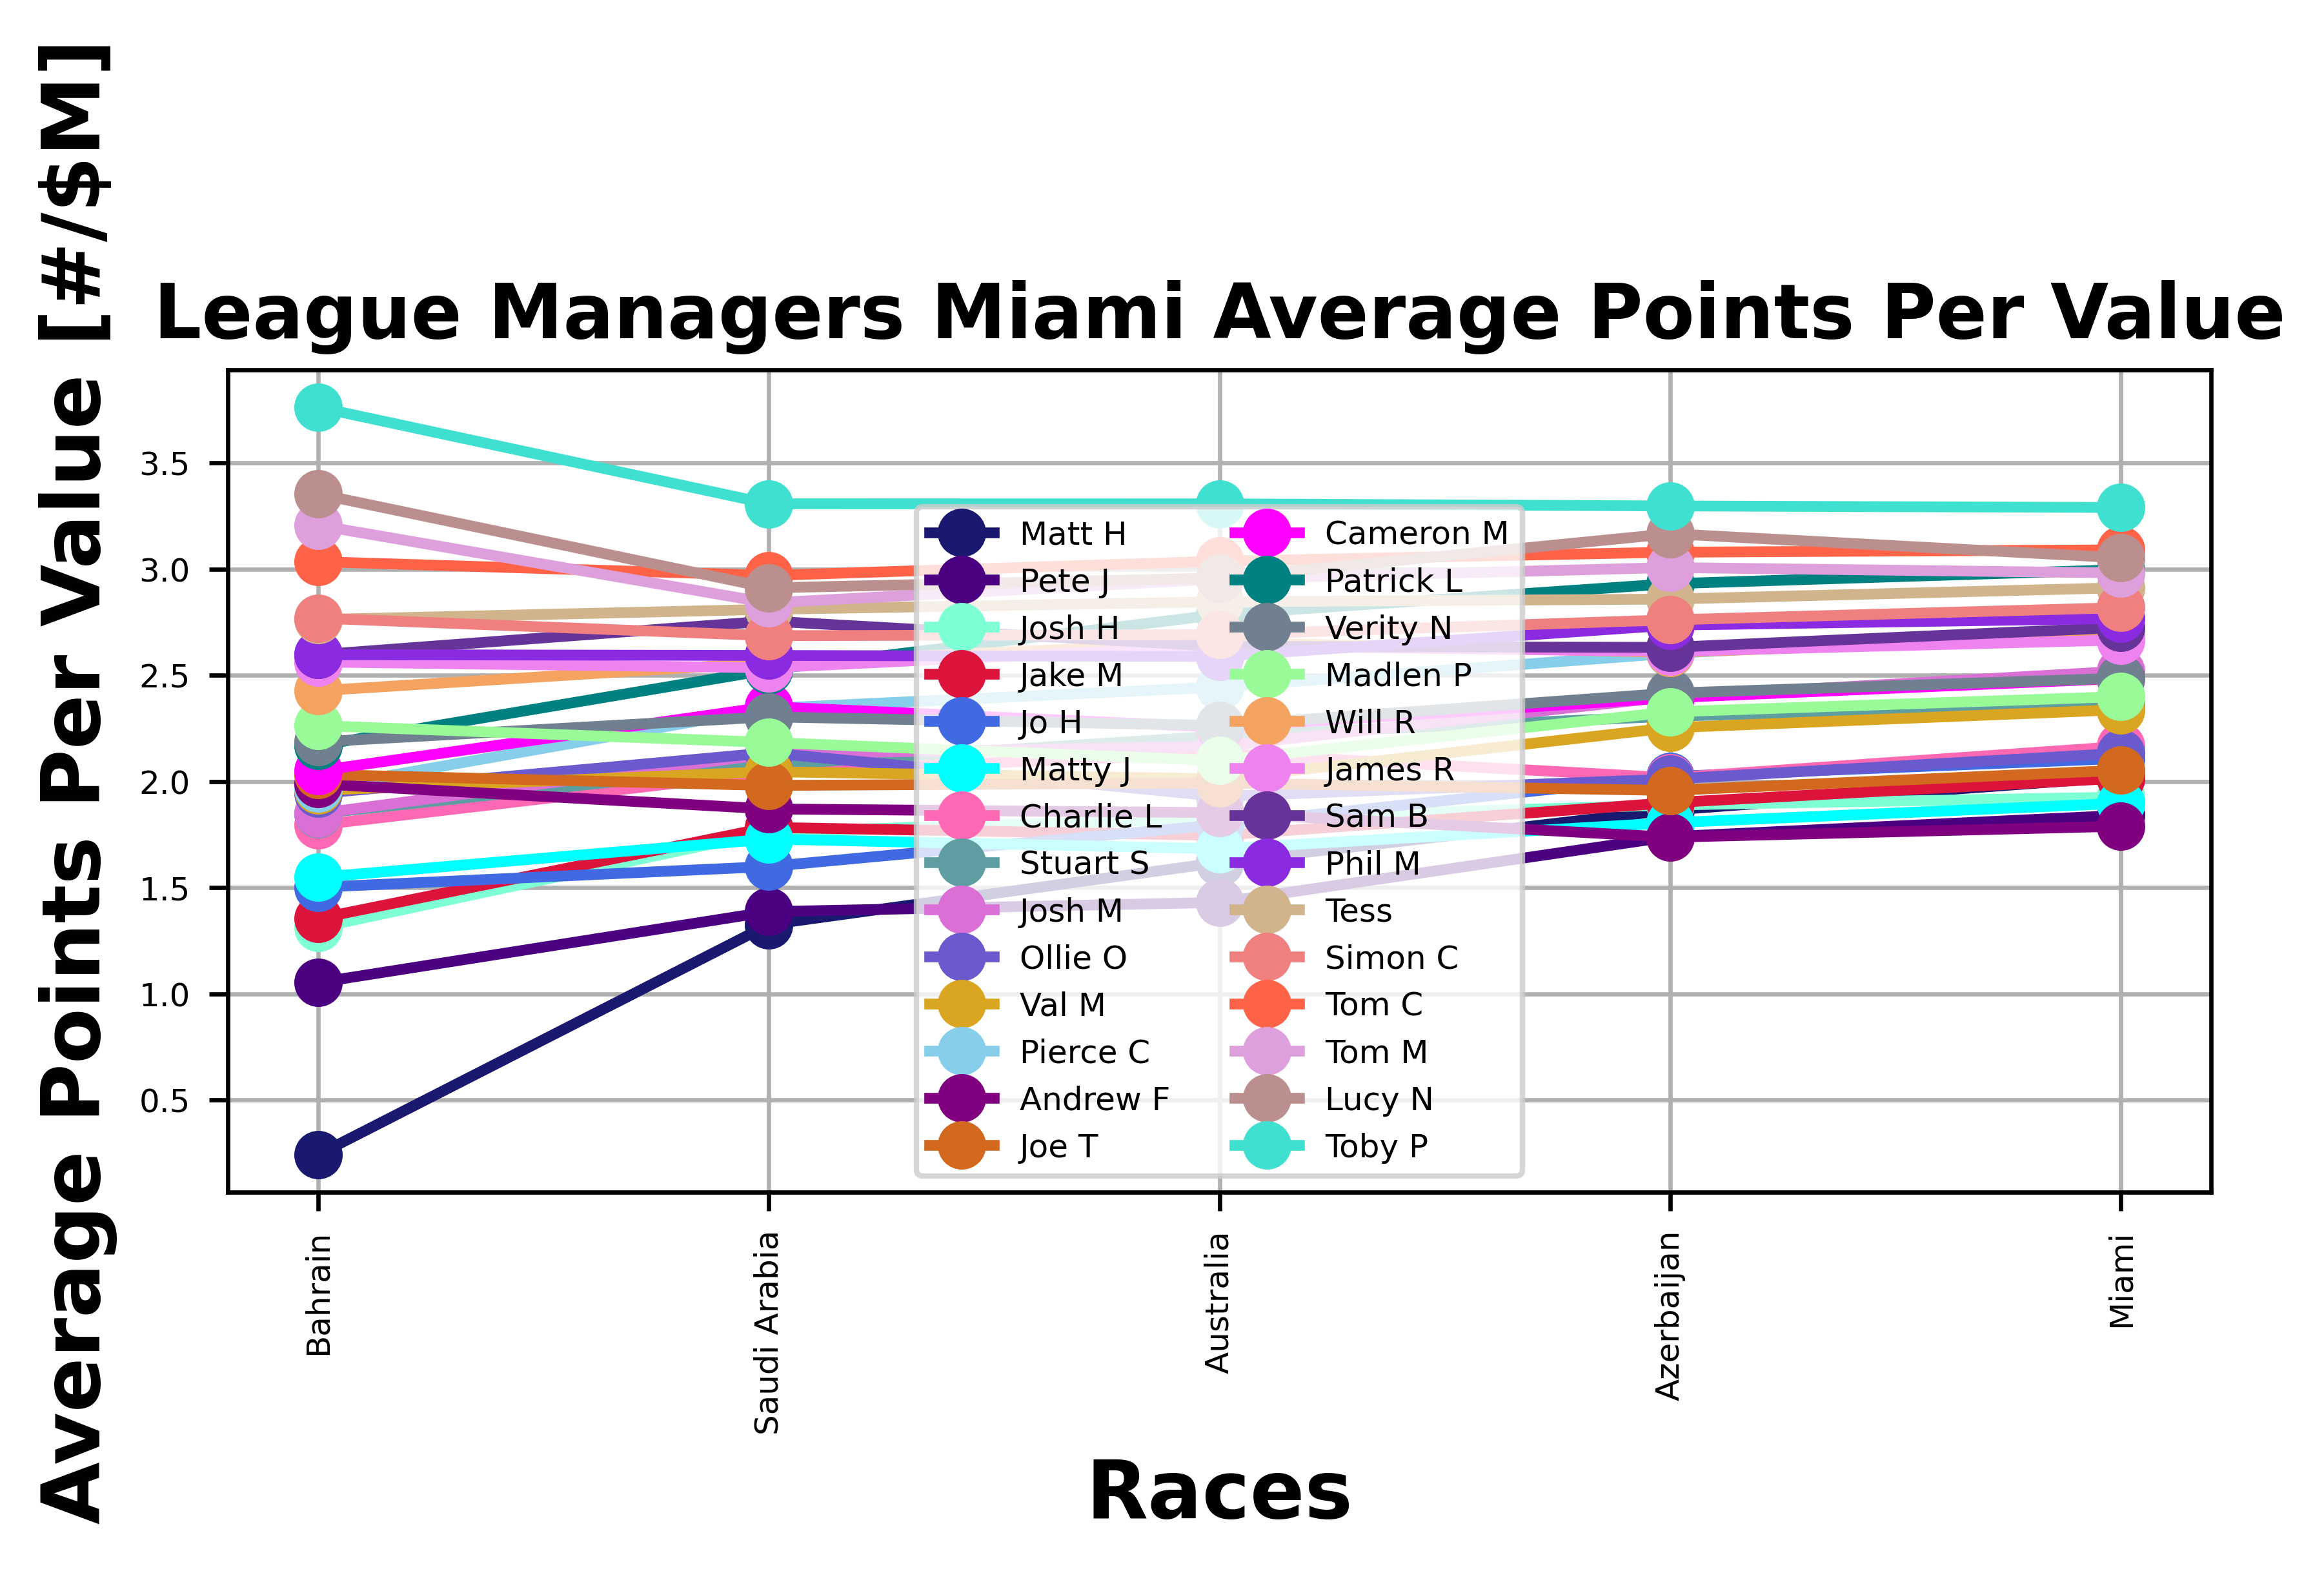 League Managers Miami Average Points Per Value
Average Points Per Value [#/$M]
3.5
3.0
2.5
2.0
1.5
1.0
0.5
Matt H
Pete J
Josh H
Jake M
Jo H
Matty J
Charlie L
Stuart S
Josh M
Ollie O
Val M
Pierce C
Andrew F
Joe T
Cameron M
Patrick L
Verity N
Madlen P
Will R
James R
Sam B
Phil M
Tess
Simon C
Tom C
Tom M
Lucy N
Toby P
Bahrain
Saudi Arabia
Australia
Azerbaijan
Miami
Races